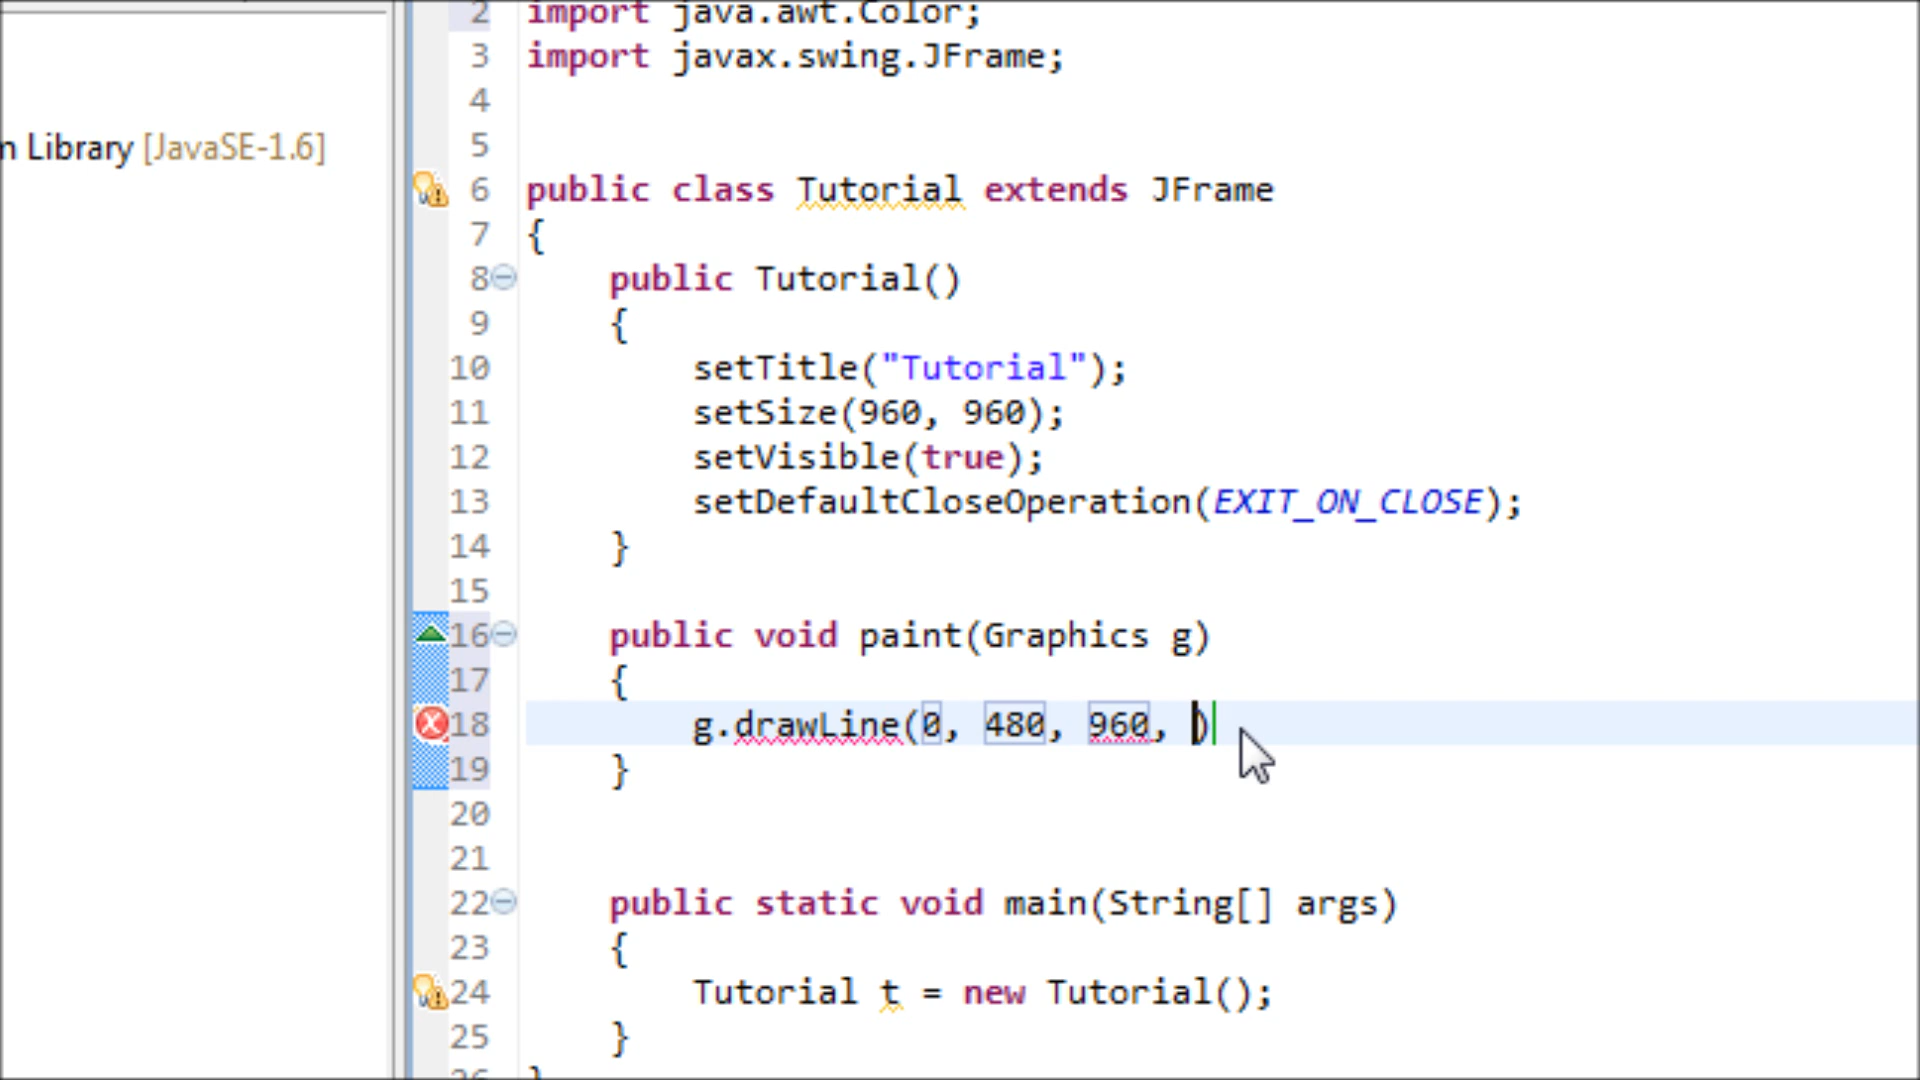 2 import java.awt.Color;
3 import javax.swing.JFrame;
4
m Library [JavaSE-1.6]
5
6 public class Tutorial extends JFrame
7 {
8 public Tutorial()
9 {
10 setTitle("Tutorial");
11 setSize(960, 960);
12 setVisible(true);
13 setDefaultCloseOperation(EXIT_ON_CLOSE);
14 }
15
16 public void paint(Graphics g)
17 {
18 g.drawLine(0, 480, 960, )
19 }
20
21
22 public static void main(String[] args)
23 {
24 Tutorial t = new Tutorial();
25 }
26 }